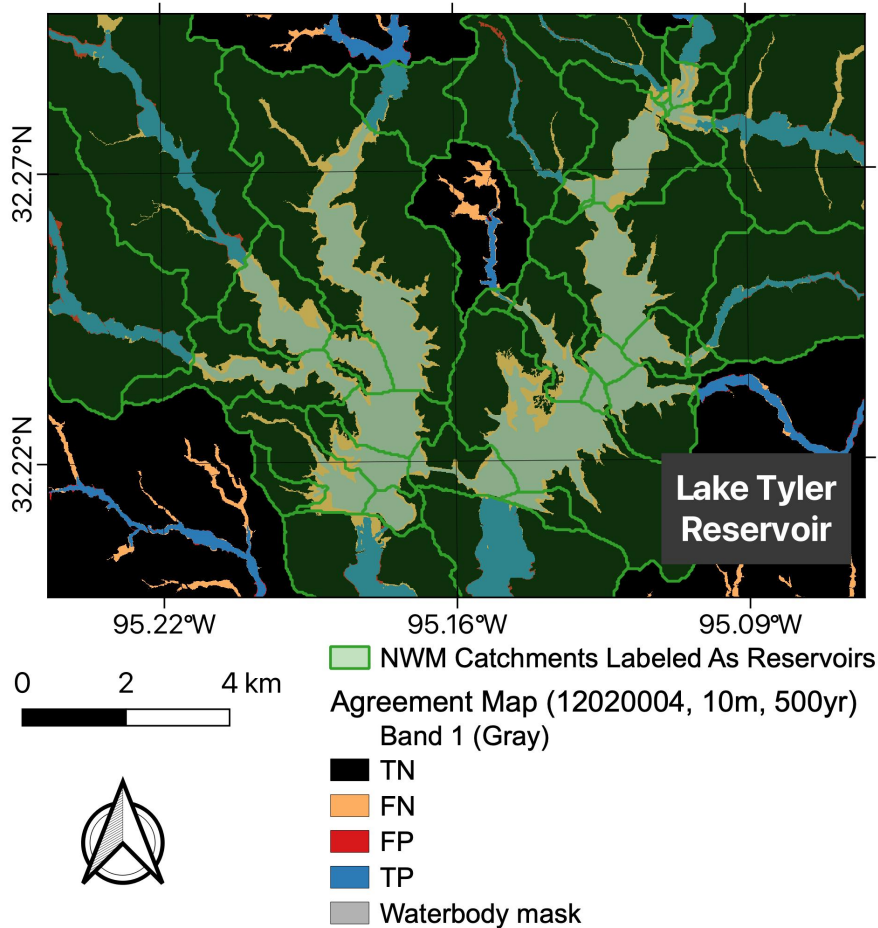 32.27°N
32.22°N
Lake Tyler
Reservoir
95.22°W
95.16°W
95.09°W
0 2 4 km
NWM Catchments Labeled As Reservoirs
Agreement Map (12020004, 10m, 500yr)
Band 1 (Gray)
TN
FN
FP
TP
Waterbody mask